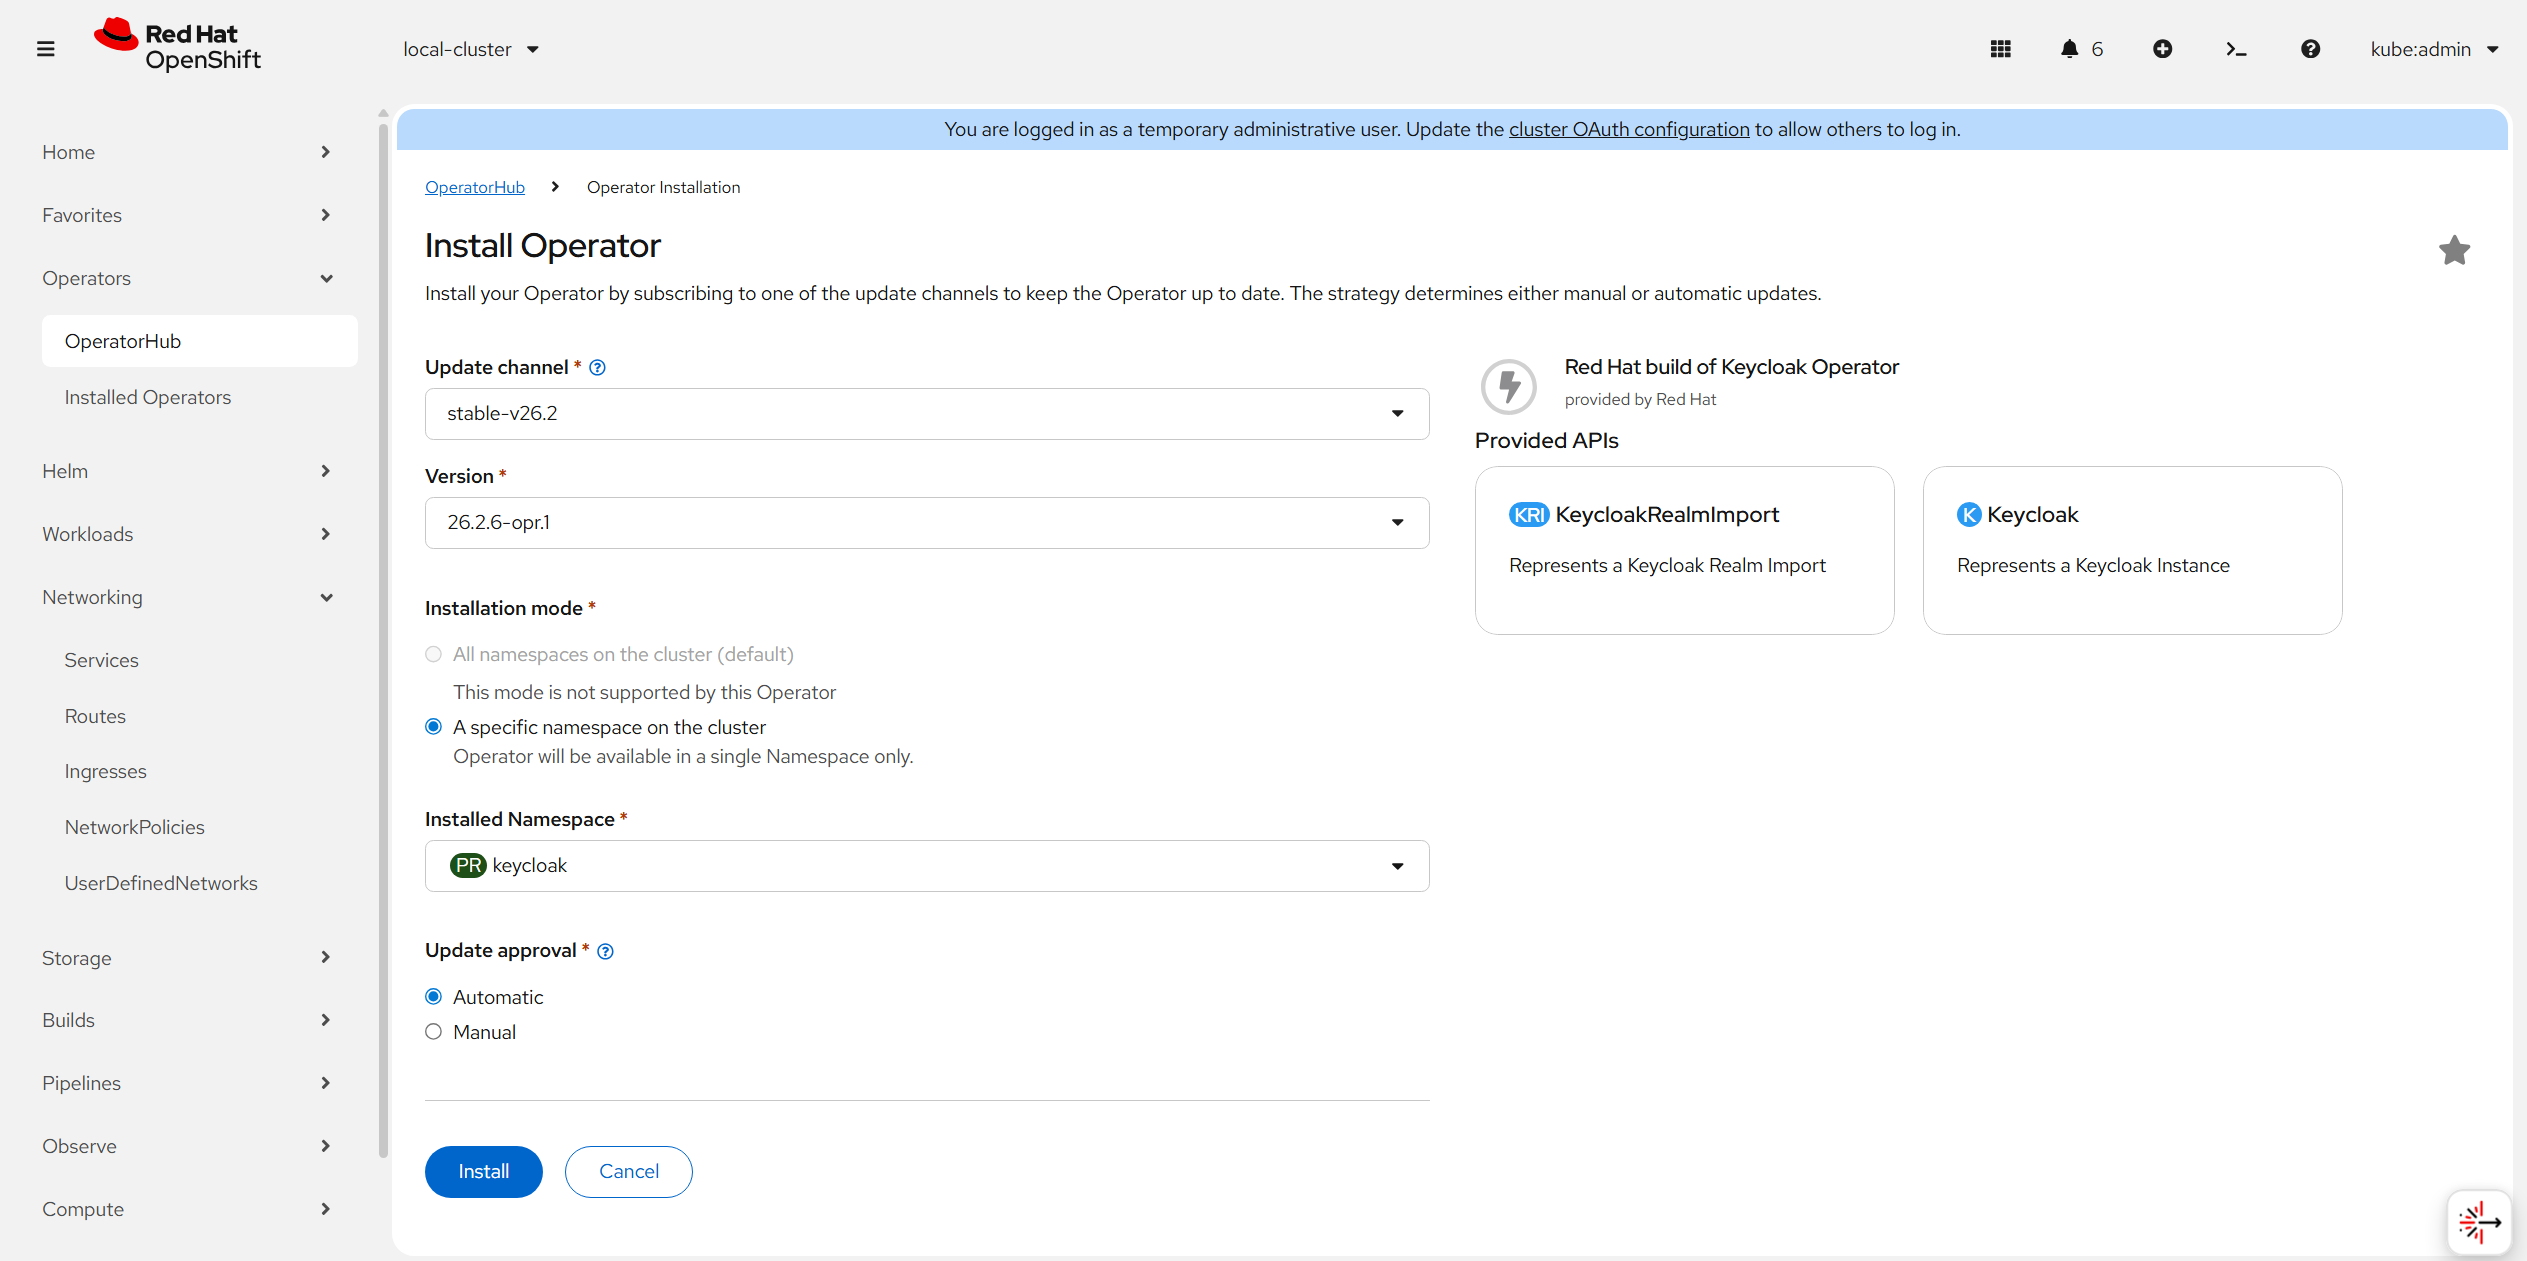 Red Hat
OpenShift
local-cluster
6
kube:admin
Home
Favorites
Operators
OperatorHub
Installed Operators
Helm
Workloads
Networking
Services
Routes
Ingresses
NetworkPolicies
UserDefinedNetworks
Storage
Builds
Pipelines
Observe
Compute
You are logged in as a temporary administrative user. Update the cluster OAuth configuration to allow others to log in.
OperatorHub
Operator Installation
Install Operator
Install your Operator by subscribing to one of the update channels to keep the Operator up to date. The strategy determines either manual or automatic updates.
Update channel *
stable-v26.2
Version *
26.2.6-opr.1
Installation mode *
All namespaces on the cluster (default)
This mode is not supported by this Operator
A specific namespace on the cluster
Operator will be available in a single Namespace only.
Installed Namespace *
PR keycloak
Update approval *
Automatic
Manual
Install
Cancel
Red Hat build of Keycloak Operator
provided by Red Hat
Provided APIs
KRI KeycloakRealmImport
Represents a Keycloak Realm Import
K Keycloak
Represents a Keycloak Instance